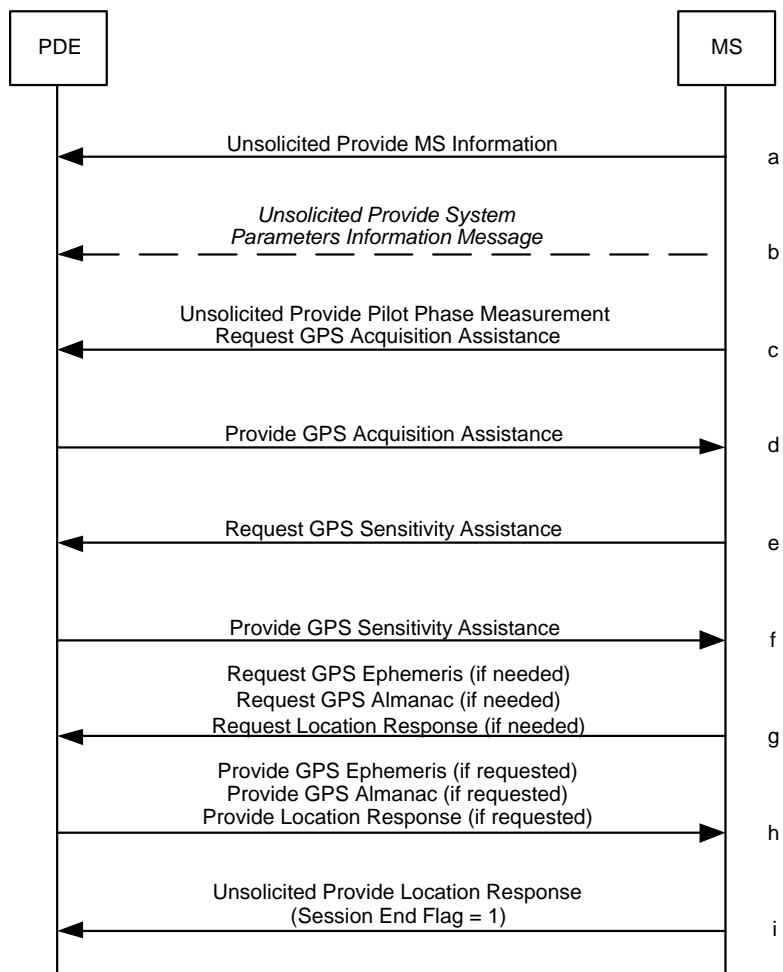 PDE
MS
Unsolicited Provide MS Information
a
Unsolicited Provide System
Parameters Information Message
b
Unsolicited Provide Pilot Phase Measurement
Request GPS Acquisition Assistance
c
Provide GPS Acquisition Assistance
d
Request GPS Sensitivity Assistance
e
Provide GPS Sensitivity Assistance
f
Request GPS Ephemeris (if needed)
Request GPS Almanac (if needed)
Request Location Response (if needed)
g
Provide GPS Ephemeris (if requested)
Provide GPS Almanac (if requested)
Provide Location Response (if requested)
h
Unsolicited Provide Location Response
(Session End Flag = 1)
i